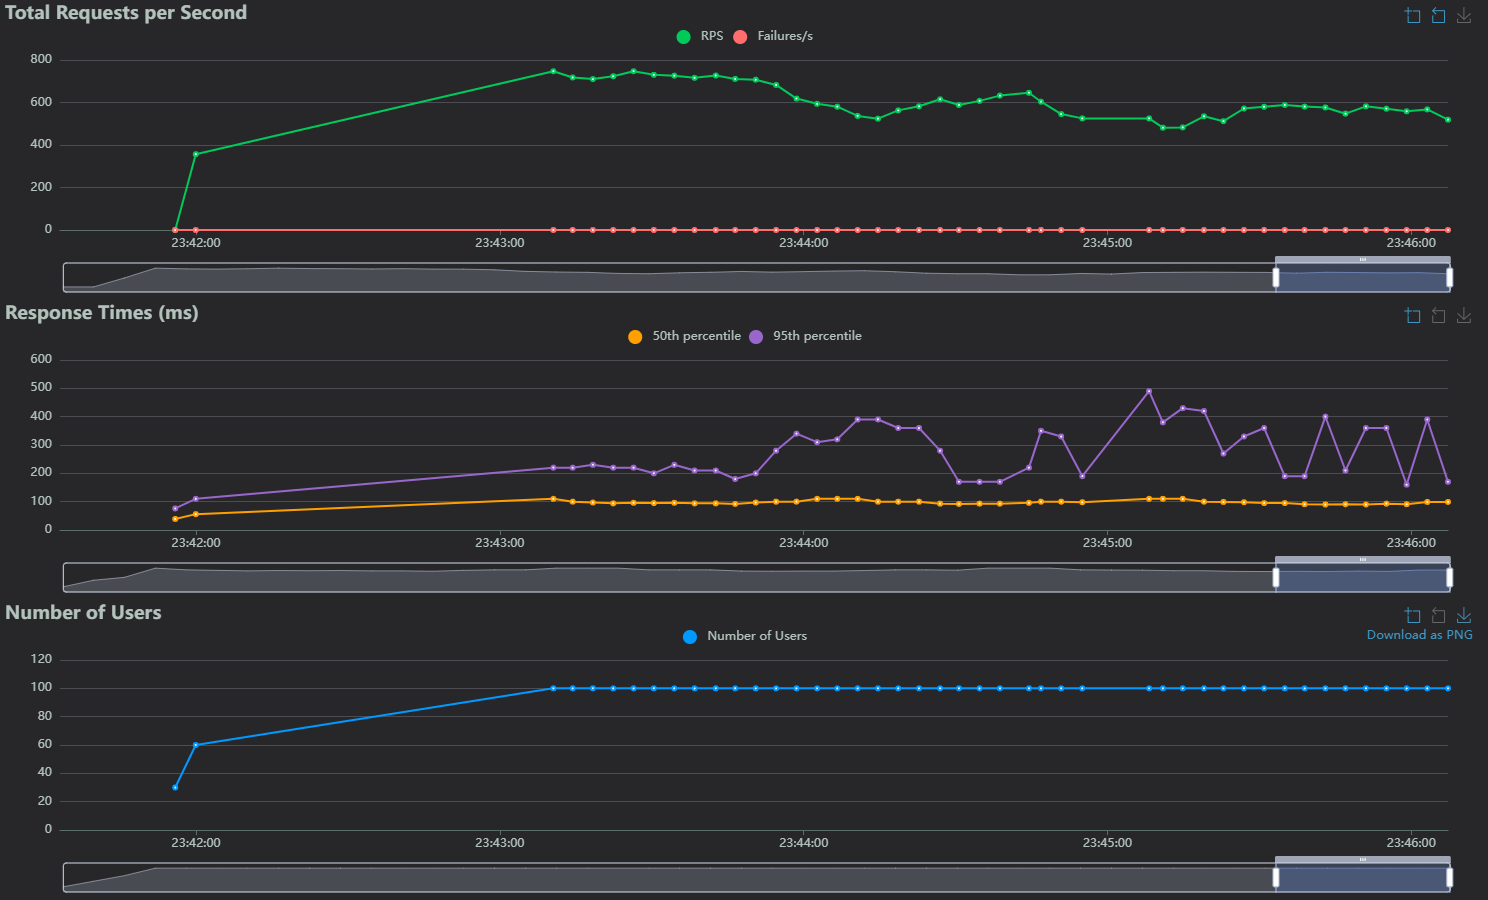 Total Requests per Second
RPS Failures/s
800
600
400
200
0
23:42:00 23:43:00 23:44:00 23:45:00 23:46:00
Response Times (ms)
50th percentile 95th percentile
600
500
400
300
200
100
0
23:42:00 23:43:00 23:44:00 23:45:00 23:46:00
Number of Users
Number of Users
Download as PNG
120
100
80
60
40
20
0
23:42:00 23:43:00 23:44:00 23:45:00 23:46:00